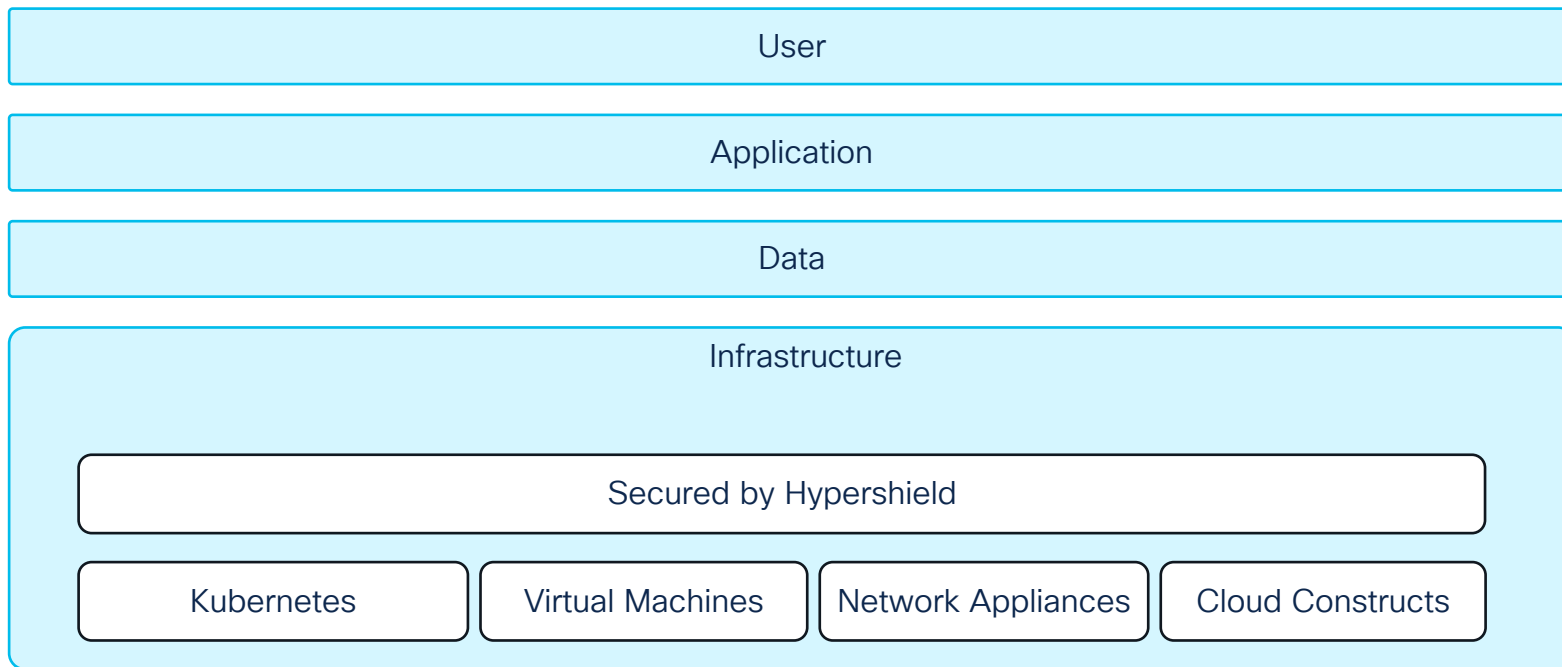 User
Application
Data
Infrastructure
Secured by Hypershield
Kubernetes
Virtual Machines
Network Appliances
Cloud Constructs